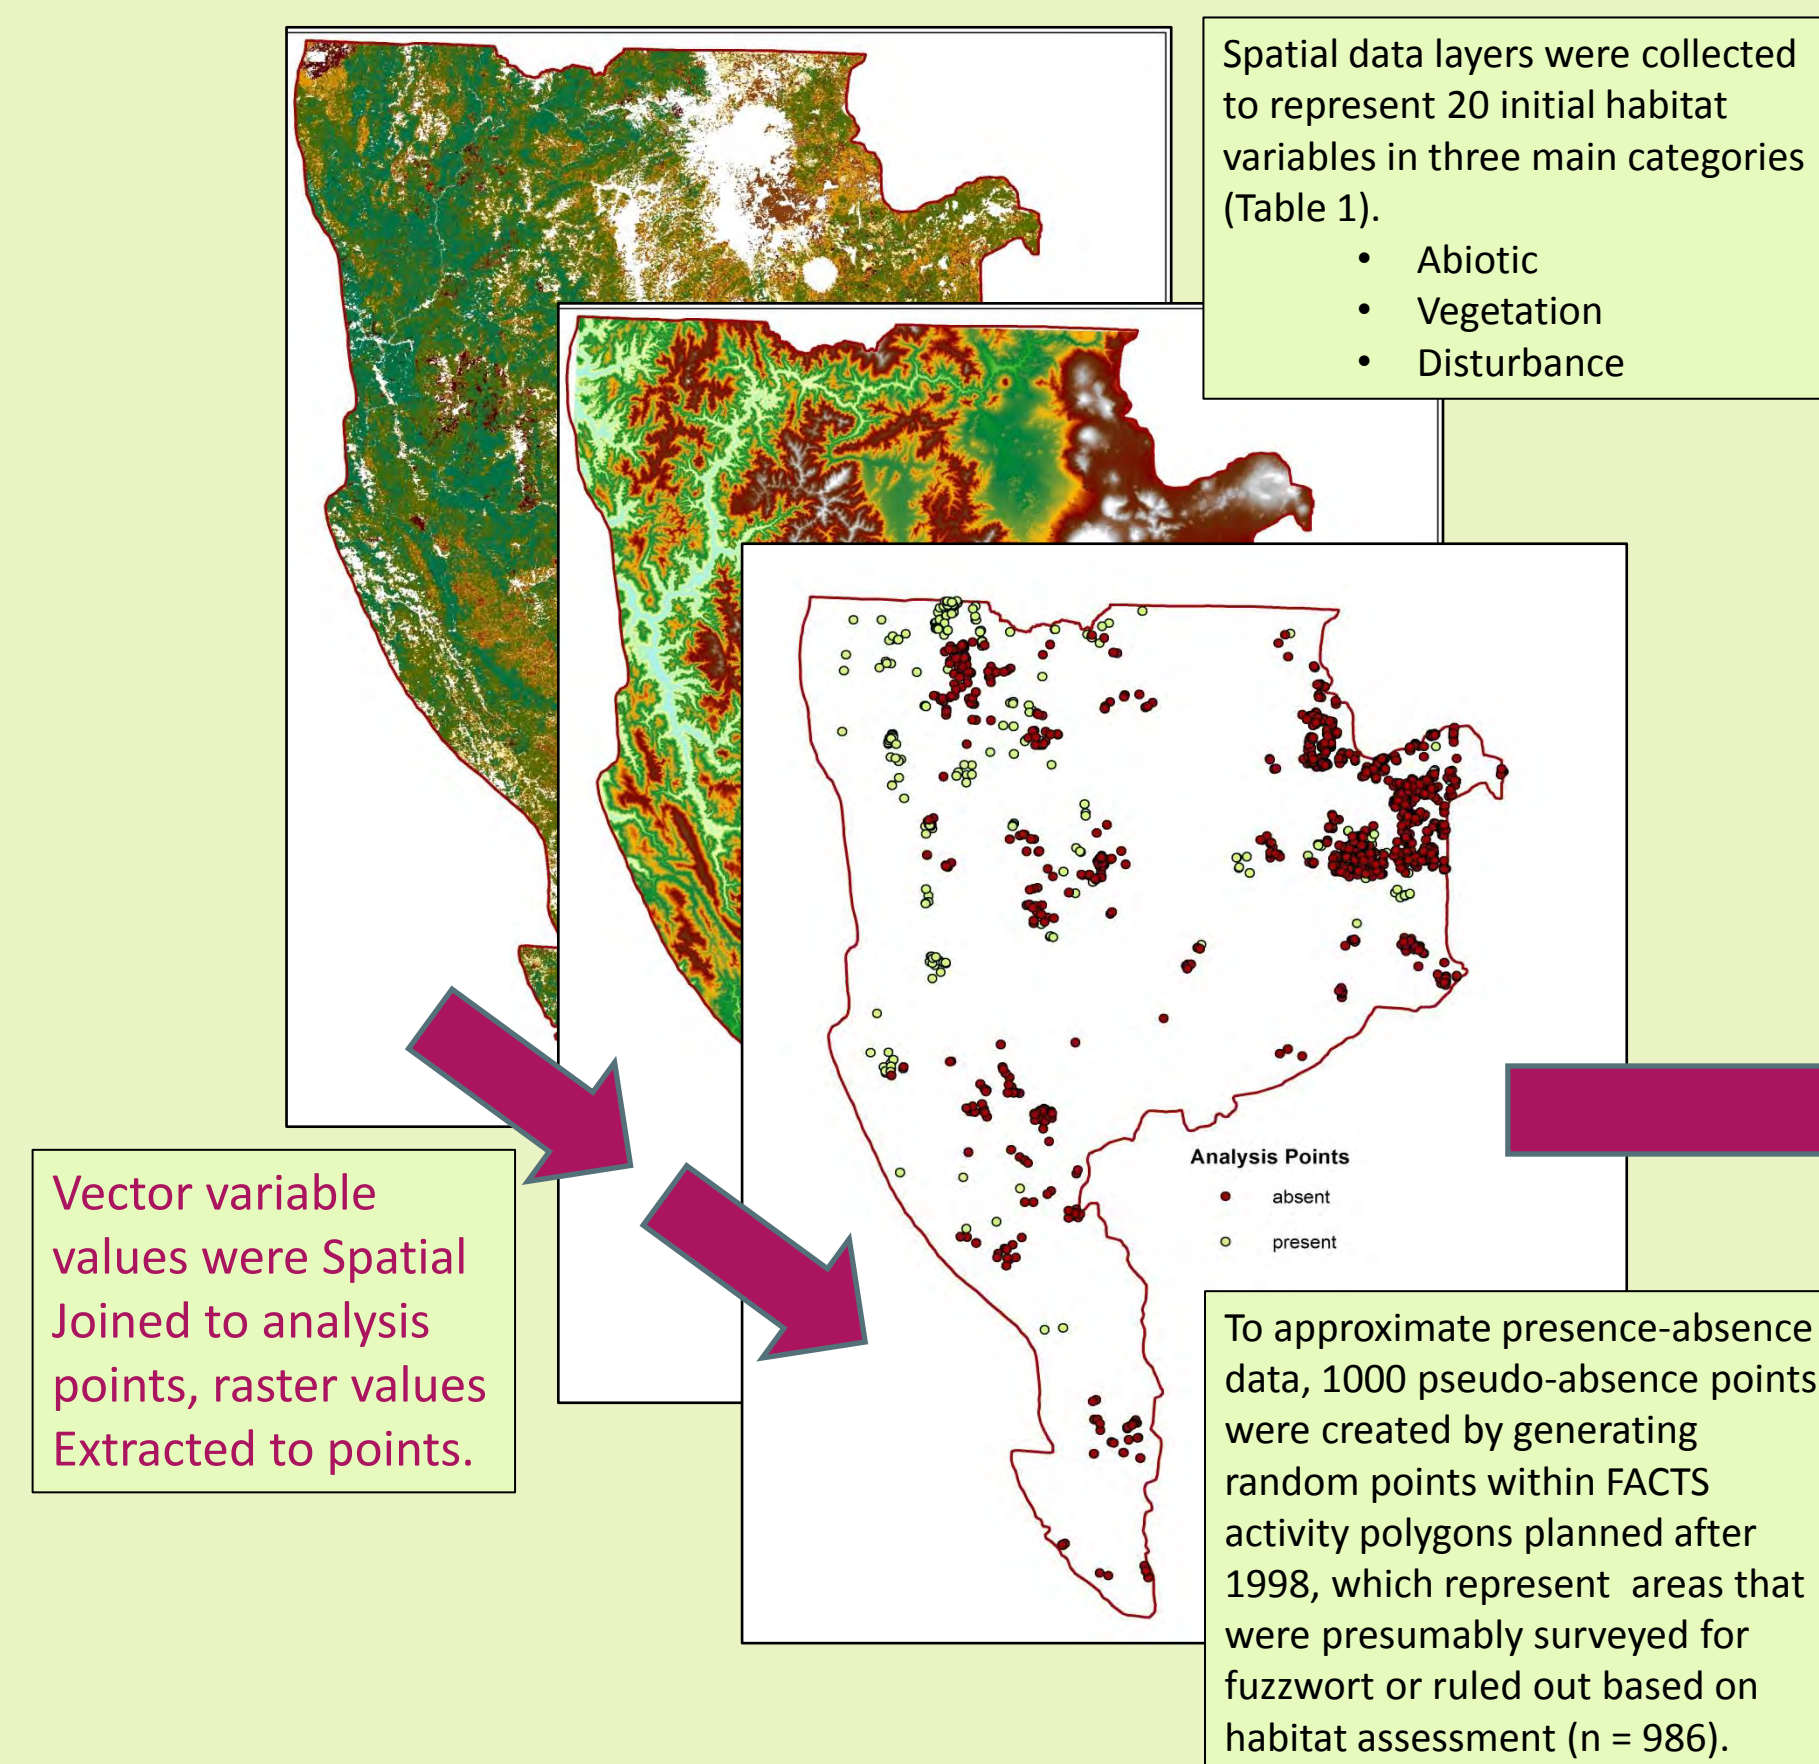 Spatial data layers were collected
to represent 20 initial habitat
variables in three main categories
(Table 1).
• Abiotic
• Vegetation
• Disturbance
Vector variable
values were Spatial
Joined to analysis
points, raster values
Extracted to points.
Analysis Points
absent
present
To approximate presence-absence
data, 1000 pseudo-absence points
were created by generating
random points within FACTS
activity polygons planned after
1998, which represent areas that
were presumably surveyed for
fuzzwort or ruled out based on
habitat assessment (n = 986).